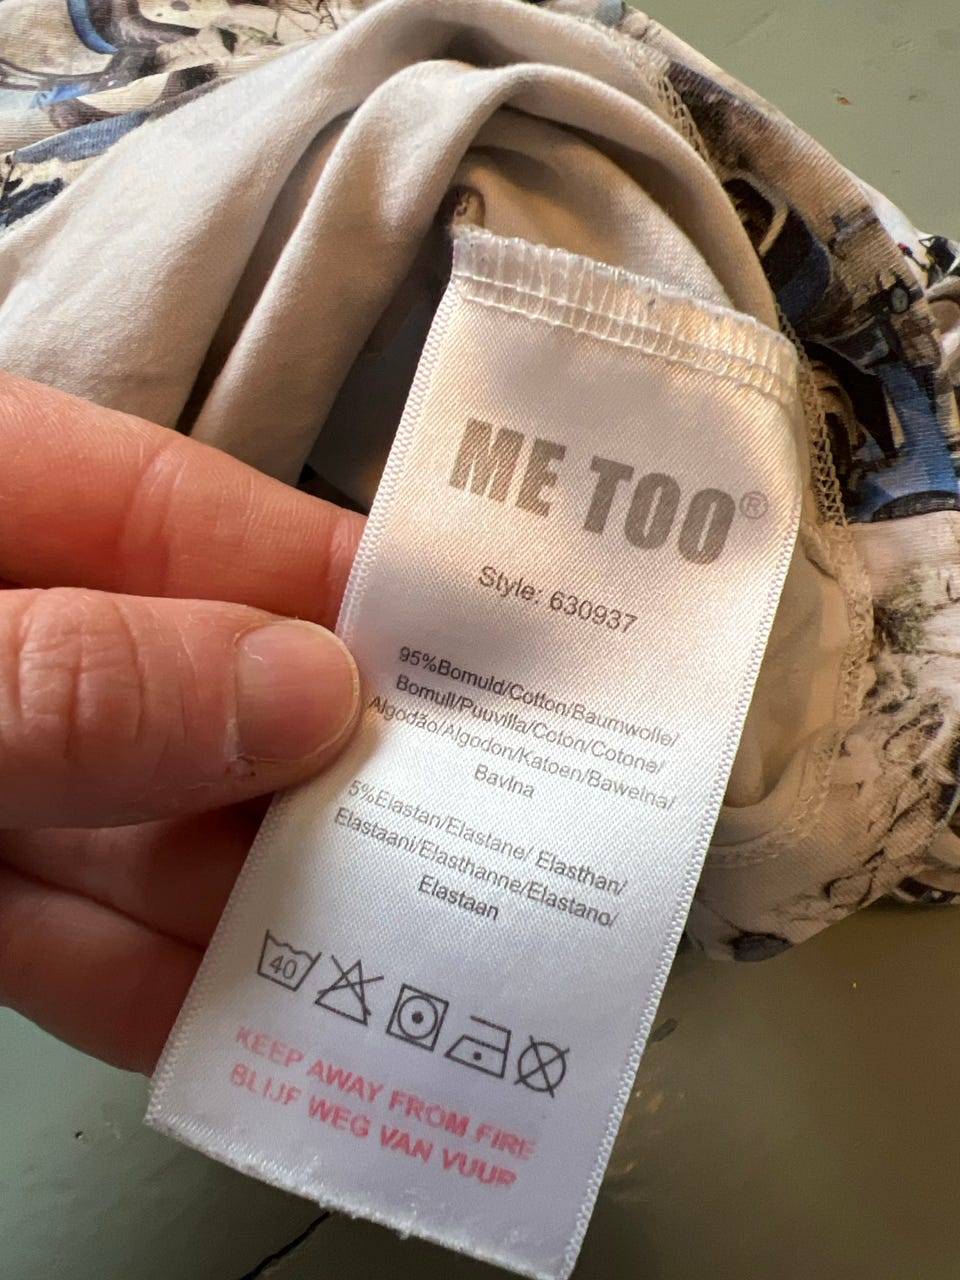 ME TOO®
Style: 630937
95%Bomuld/Cotton/Baumwolle/
Bomull/Puuvilla/Coton/Cotone/
Algodão/Algodon/Katoen/Bawelna/
Bavlna
5%Elastan/Elastane/ Elasthan/
Elastaani/Elasthanne/Elastano/
Elastaan
40
KEEP AWAY FROM FIRE
BLIJF WEG VAN VUUR